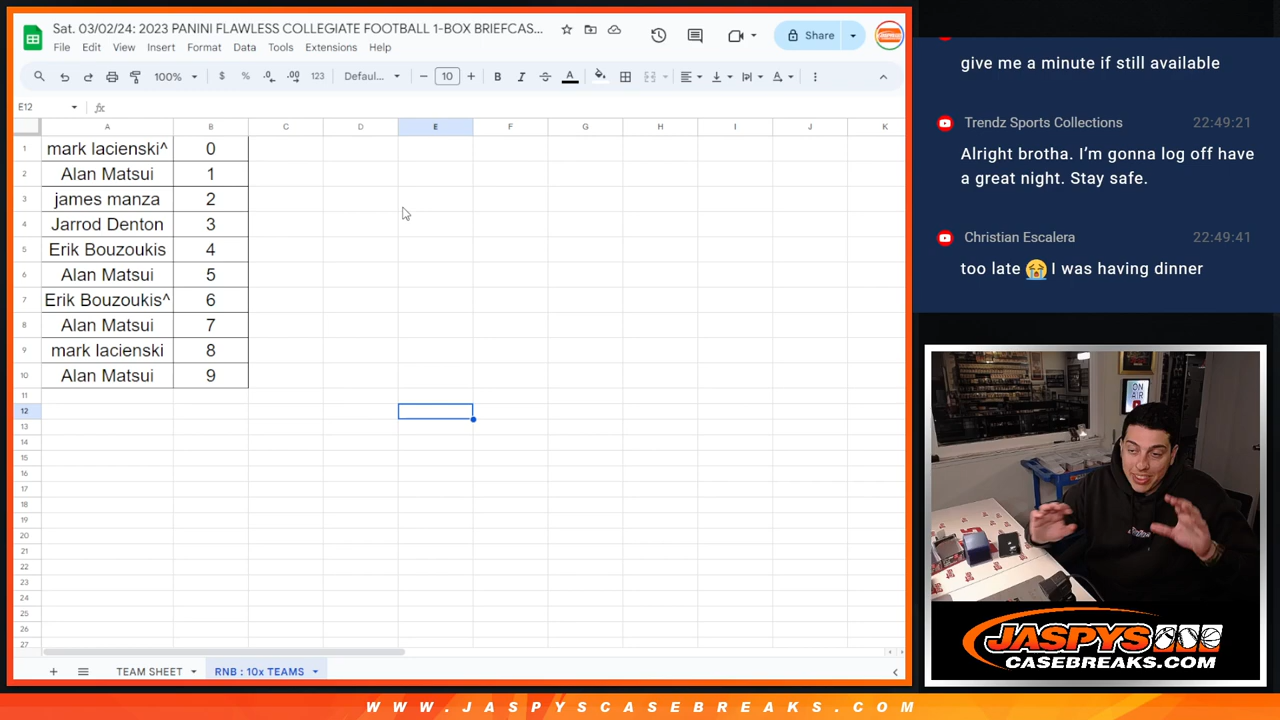 Sat. 03/02/24: 2023 PANINI FLAWLESS COLLEGIATE FOOTBALL 1-BOX BRIEFCAS...
File Edit View Insert Format Data Tools Extensions Help
Share
100% $ % .0 .00 123 Defaul... 10 B I A
E12 fx
A B C D E F G H I J K
1 mark lacienski^ 0
2 Alan Matsui 1
3 james manza 2
4 Jarrod Denton 3
5 Erik Bouzoukis 4
6 Alan Matsui 5
7 Erik Bouzoukis^ 6
8 Alan Matsui 7
9 mark lacienski 8
10 Alan Matsui 9
11
12
13
14
15
16
17
18
19
20
21
22
23
24
25
26
27
TEAM SHEET RNB : 10x TEAMS
give me a minute if still available
Trendz Sports Collections 22:49:21
Alright brotha. I'm gonna log off have
a great night. Stay safe.
Christian Escalera 22:49:41
too late 😭 I was having dinner
ON
AIR
JASPYS
CASEBREAKS.COM
WWW.JASPYSCASEBREAKS.COM